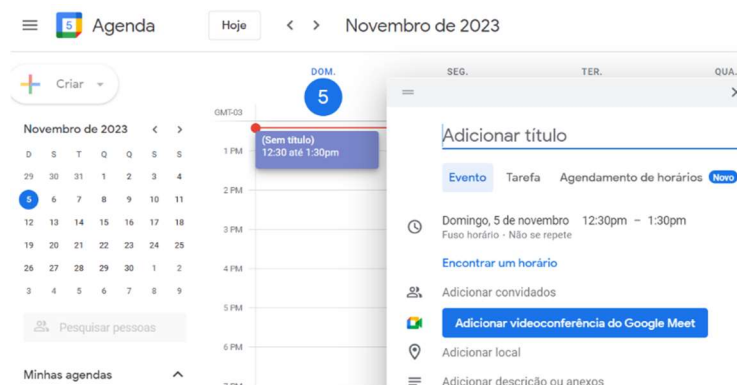 5 Agenda Hoje < > Novembro de 2023
Criar
Novembro de 2023 < >
D S T Q Q S S
29 30 31 1 2 3 4
5 6 7 8 9 10 11
12 13 14 15 16 17 18
19 20 21 22 23 24 25
26 27 28 29 30 1 2
3 4 5 6 7 8 9
Pesquisar pessoas
Minhas agendas
DOM. SEG. TER. QUA.
5
GMT-03
(Sem título)
12:30 até 1:30pm
1 PM
2 PM
3 PM
4 PM
5 PM
6 PM
7 PM
Adicionar título
Evento Tarefa Agendamento de horários Novo
Domingo, 5 de novembro 12:30pm – 1:30pm
Fuso horário · Não se repete
Encontrar um horário
Adicionar convidados
Adicionar videoconferência do Google Meet
Adicionar local
Adicionar descrição ou anexos